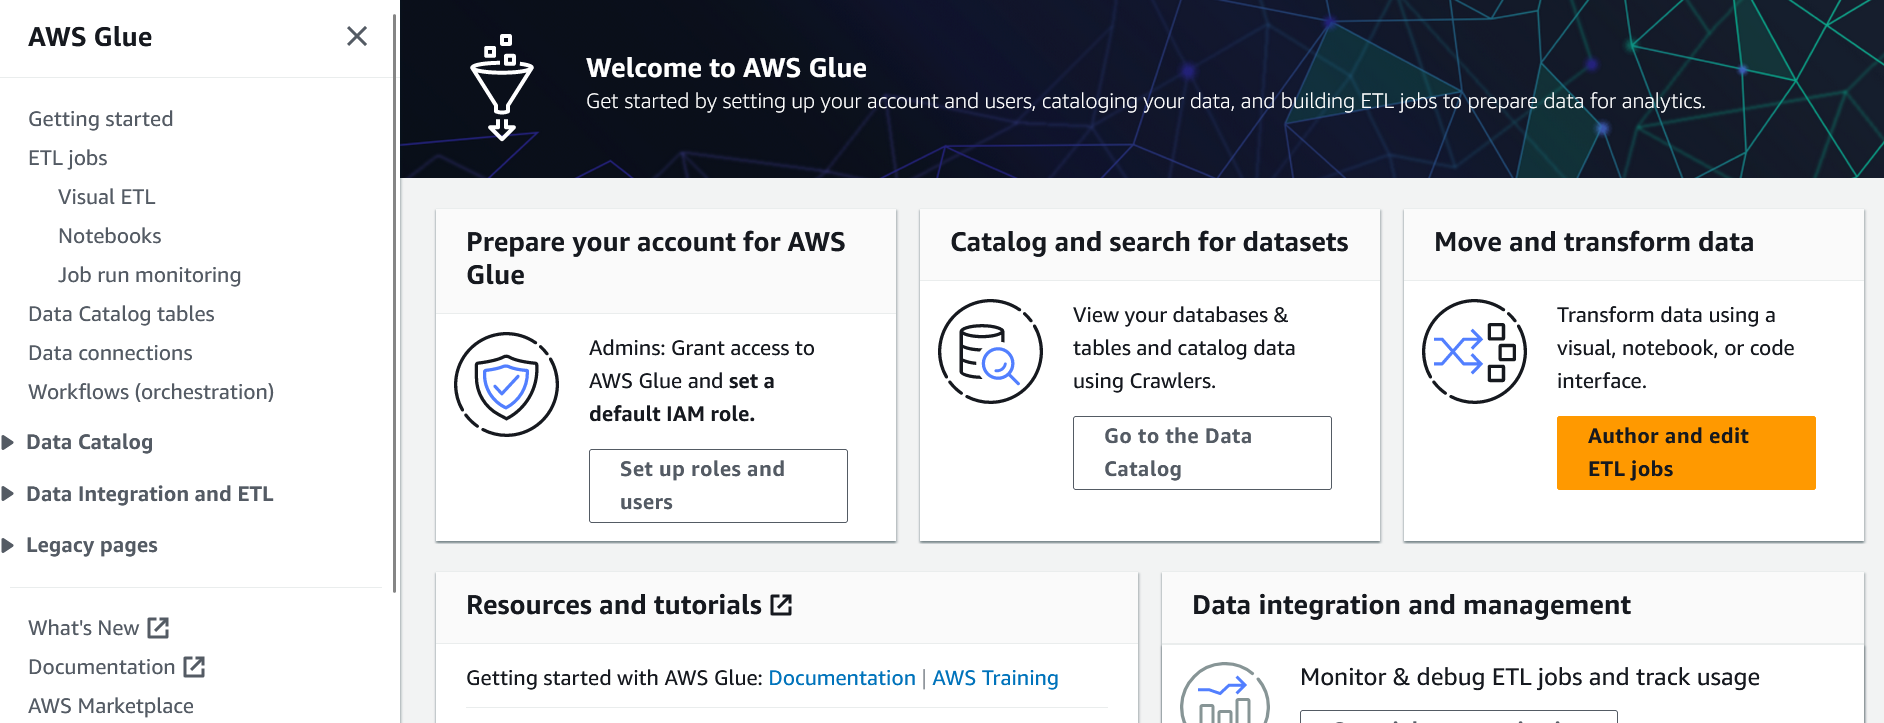 AWS Glue
Getting started
ETL jobs
Visual ETL
Notebooks
Job run monitoring
Data Catalog tables
Data connections
Workflows (orchestration)
Data Catalog
Data Integration and ETL
Legacy pages
What's New
Documentation
AWS Marketplace
Welcome to AWS Glue
Get started by setting up your account and users, cataloging your data, and building ETL jobs to prepare data for analytics.
Prepare your account for AWS
Glue
Admins: Grant access to
AWS Glue and set a
default IAM role.
Set up roles and
users
Catalog and search for datasets
View your databases &
tables and catalog data
using Crawlers.
Go to the Data
Catalog
Move and transform data
Transform data using a
visual, notebook, or code
interface.
Author and edit
ETL jobs
Resources and tutorials
Getting started with AWS Glue: Documentation | AWS Training
Data integration and management
Monitor & debug ETL jobs and track usage